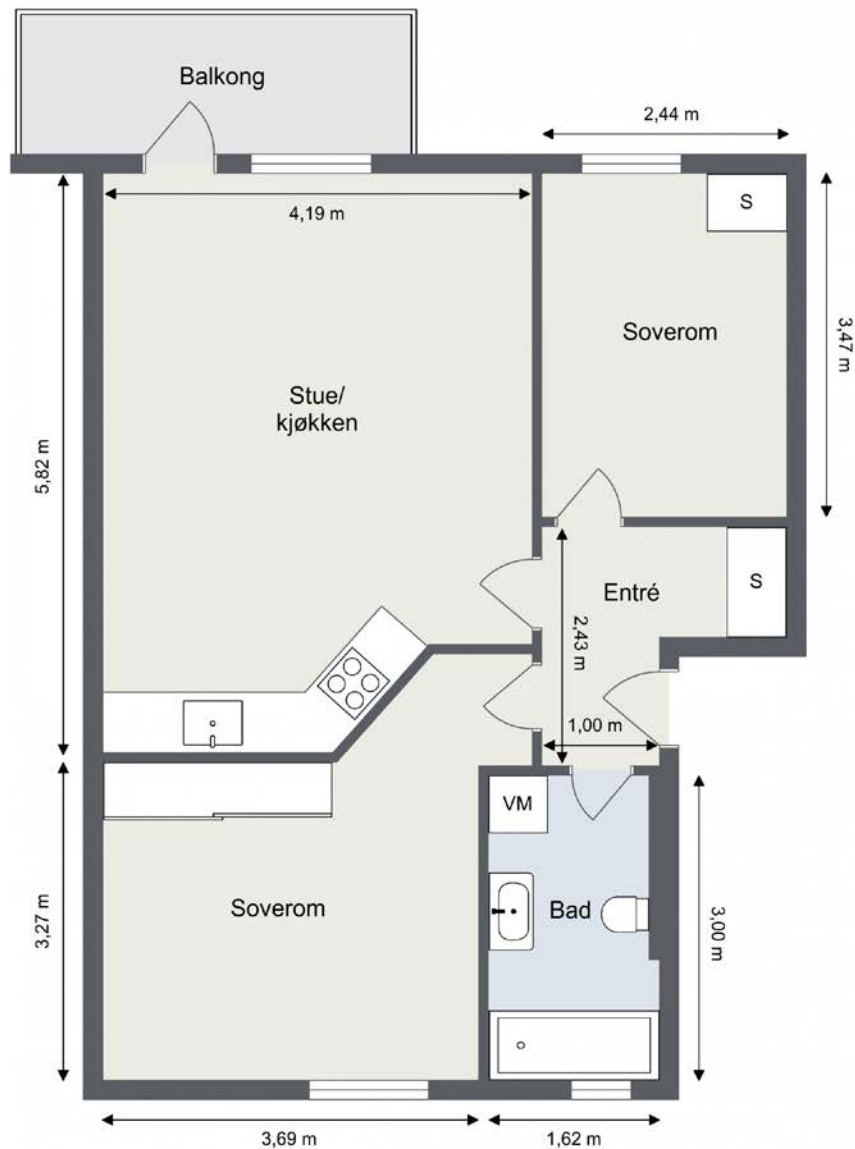 Balkong
2,44 m
4,19 m
S
Soverom
3,47 m
Stue/
kjøkken
5,82 m
Entré
S
2,43 m
1,00 m
VM
Soverom
Bad
3,27 m
3,00 m
3,69 m
1,62 m